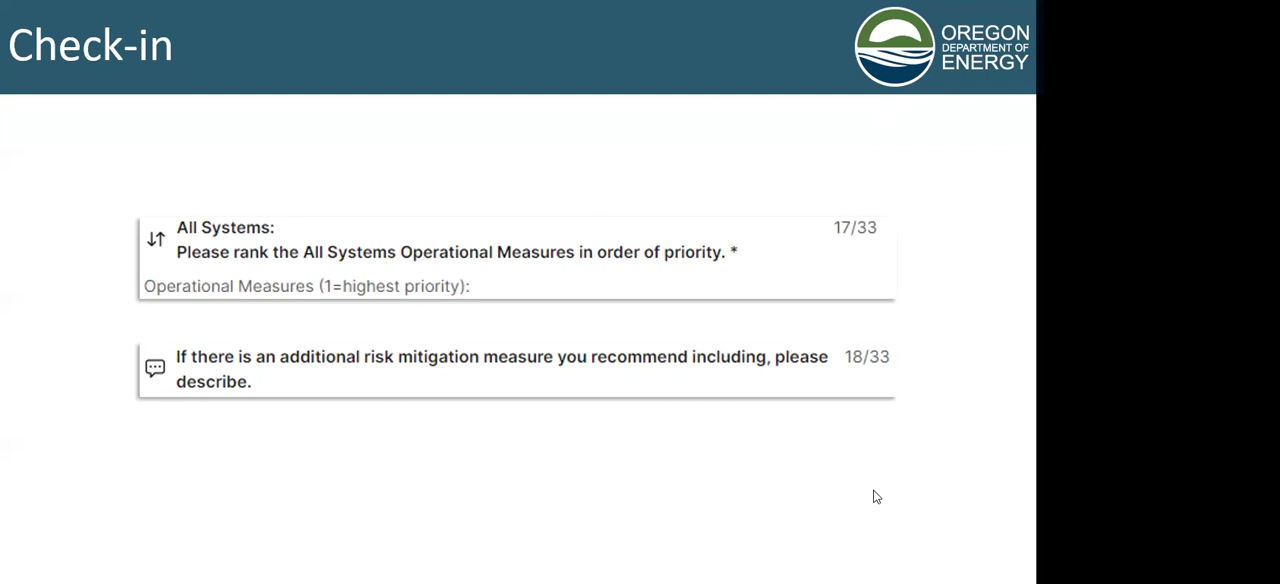 Check-in
OREGON
DEPARTMENT OF
ENERGY
All Systems: 17/33
Please rank the All Systems Operational Measures in order of priority. *
Operational Measures (1=highest priority):
If there is an additional risk mitigation measure you recommend including, please 18/33
describe.